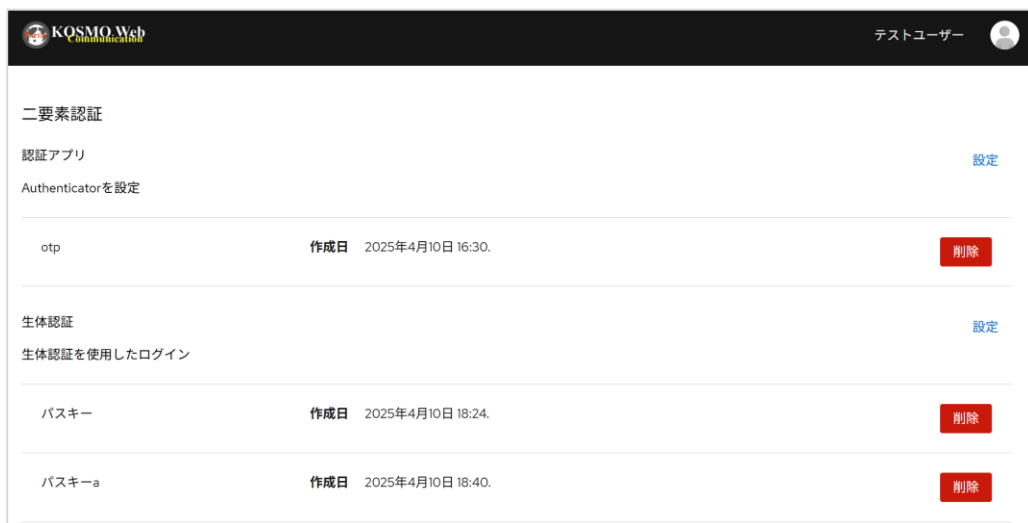 KOSMO.Web
Communication
テストユーザー
二要素認証
認証アプリ
設定
Authenticatorを設定
otp 作成日 2025年4月10日 16:30. 削除
生体認証
設定
生体認証を使用したログイン
パスキー 作成日 2025年4月10日 18:24. 削除
パスキーa 作成日 2025年4月10日 18:40. 削除